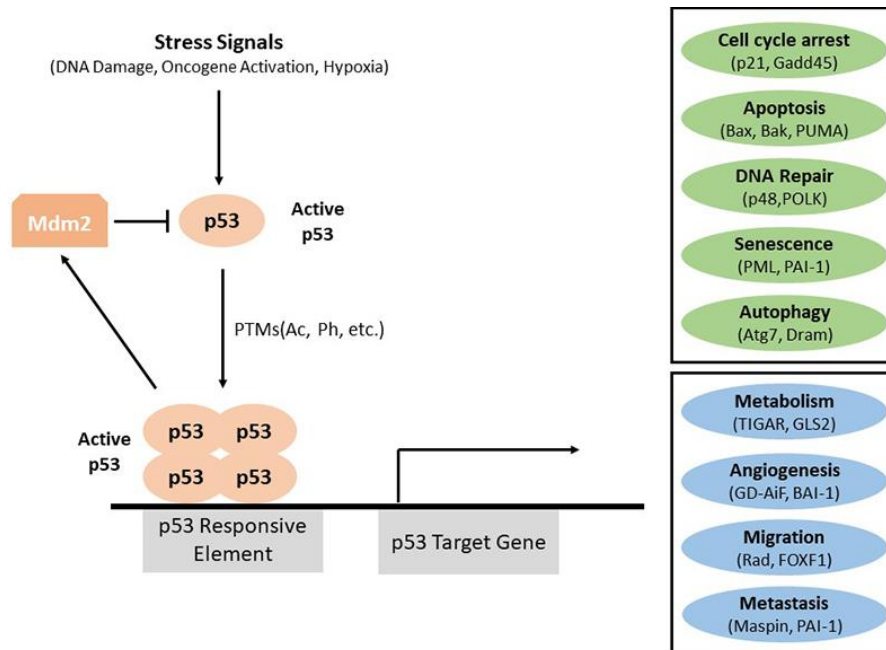 Stress Signals
(DNA Damage, Oncogene Activation, Hypoxia)
Mdm2
p53
Active
p53
PTMs(Ac, Ph, etc.)
Active
p53
p53 p53
p53 p53
p53 Responsive
Element
p53 Target Gene
Cell cycle arrest
(p21, Gadd45)
Apoptosis
(Bax, Bak, PUMA)
DNA Repair
(p48,POLK)
Senescence
(PML, PAI-1)
Autophagy
(Atg7, Dram)
Metabolism
(TIGAR, GLS2)
Angiogenesis
(GD-AiF, BAI-1)
Migration
(Rad, FOXF1)
Metastasis
(Maspin, PAI-1)